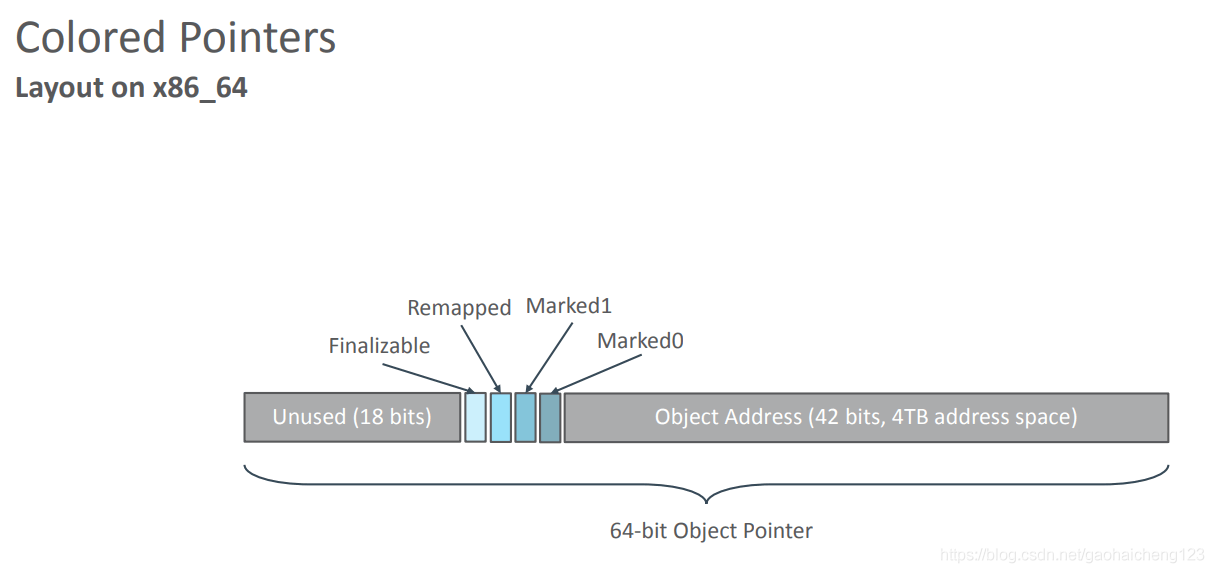 Colored Pointers
Layout on x86_64
Remapped
Marked1
Finalizable
Marked0
Unused (18 bits)
Object Address (42 bits, 4TB address space)
64-bit Object Pointer
https://blog.csdn.net/gaohaicheng123